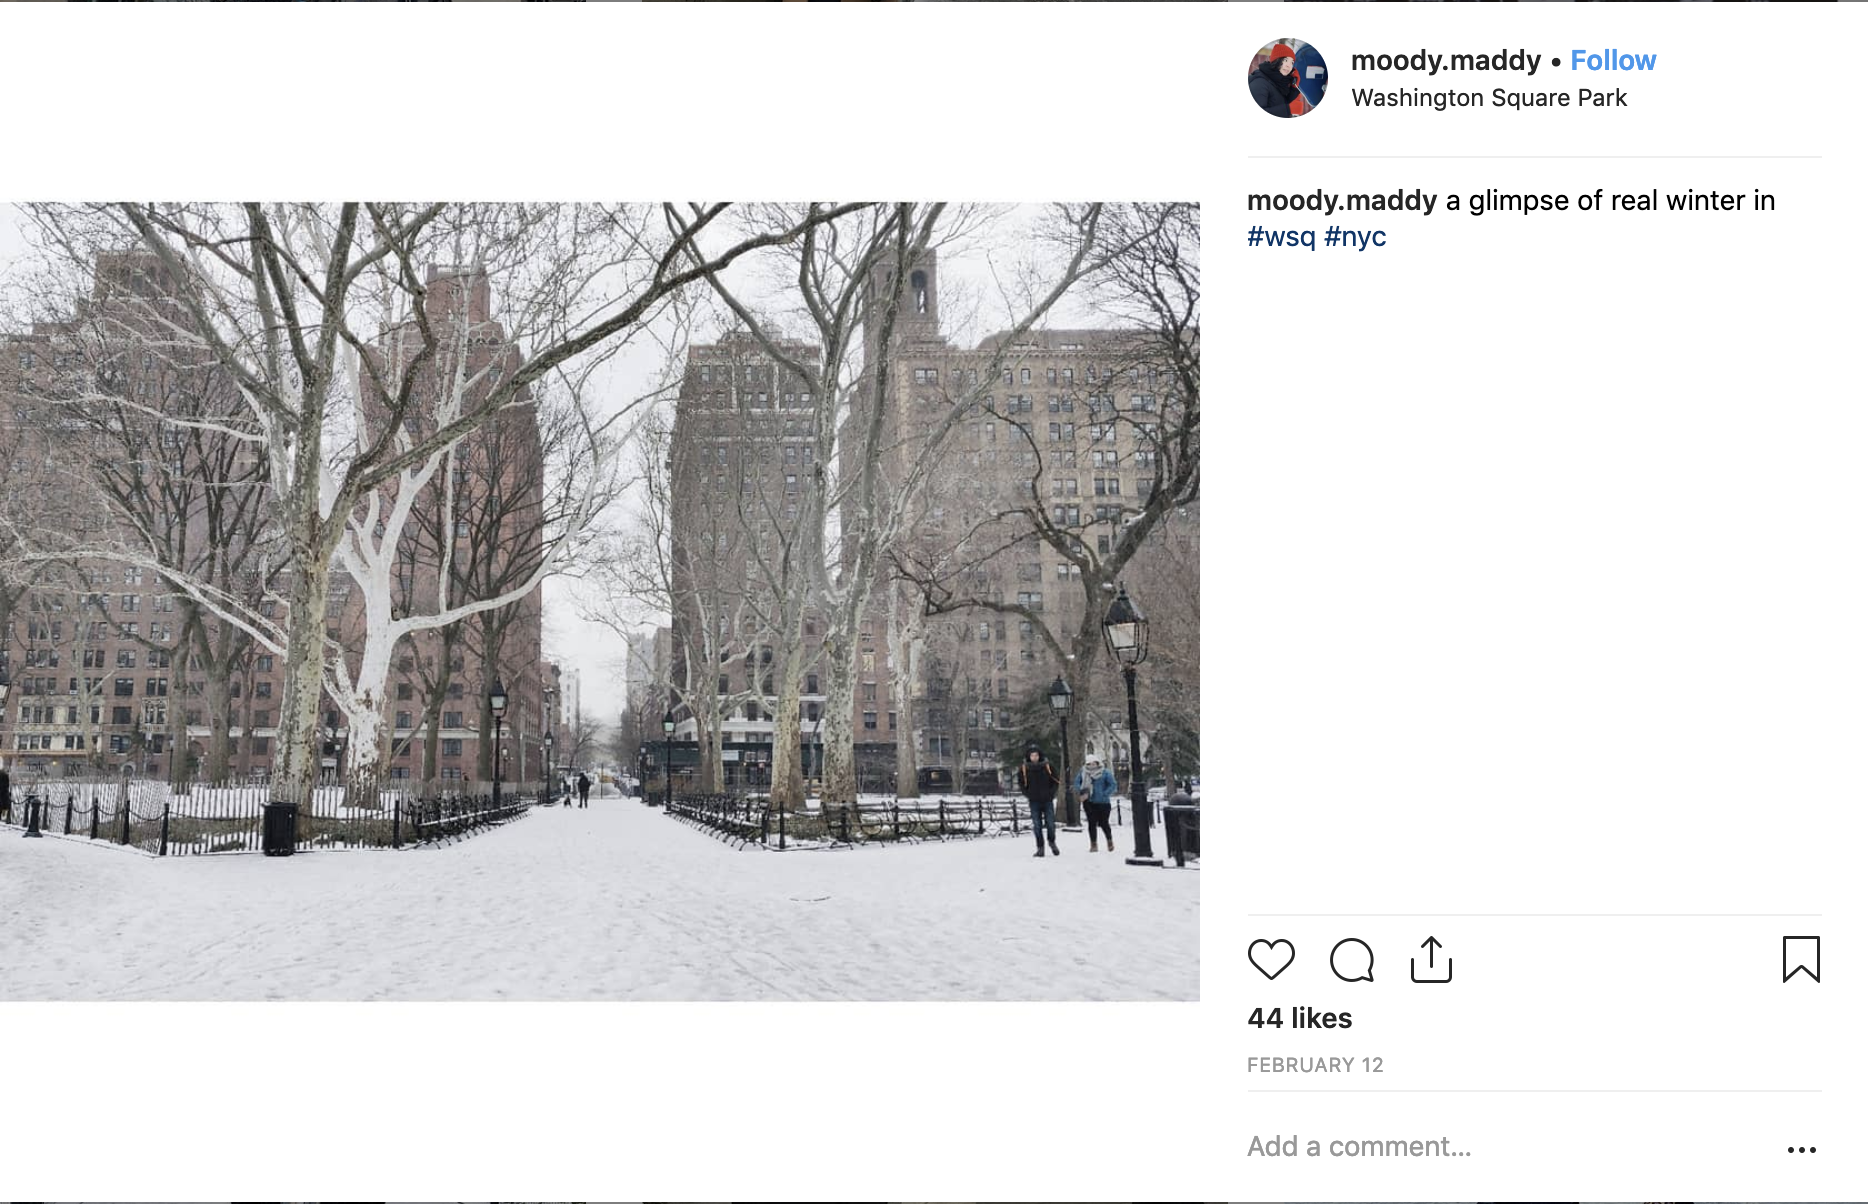 moody.maddy • Follow
Washington Square Park
moody.maddy a glimpse of real winter in
#wsq #nyc
44 likes
FEBRUARY 12
Add a comment...